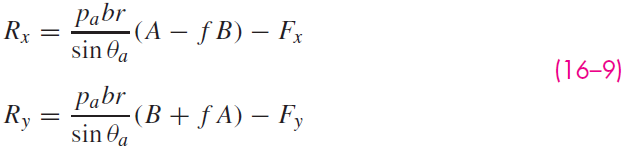 R_x = \frac{p_a b r}{\sin \theta_a}(A − f B) − F_x
(16–9)
R_y = \frac{p_a b r}{\sin \theta_a}(B + f A) − F_y